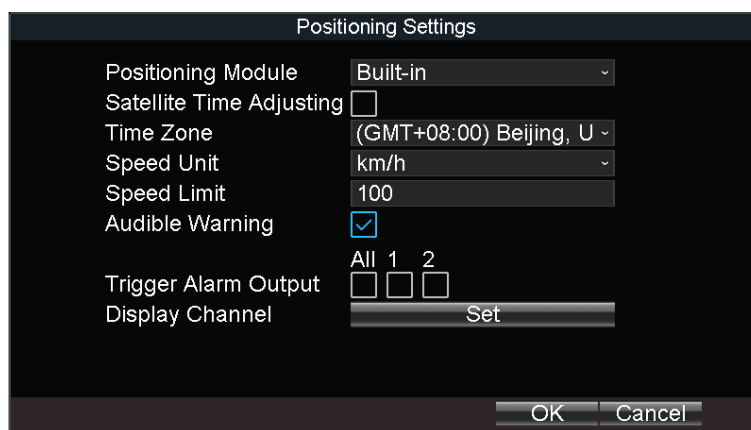 Positioning Settings
Positioning Module Built-in
Satellite Time Adjusting
Time Zone (GMT+08:00) Beijing, U
Speed Unit km/h
Speed Limit 100
Audible Warning
All 1 2
Trigger Alarm Output
Display Channel Set
OK Cancel